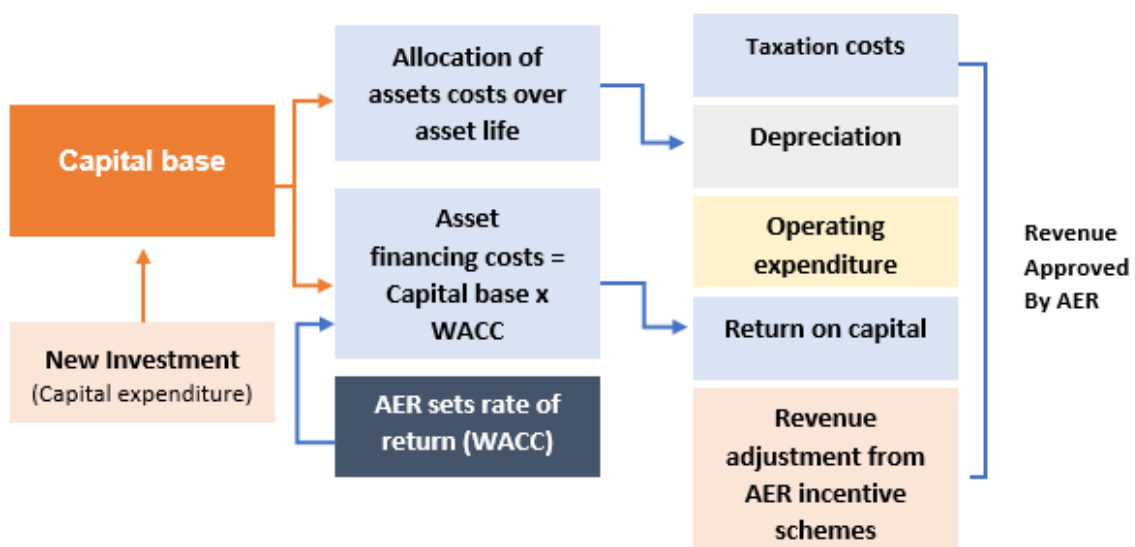 Capital base
New Investment
(Capital expenditure)
Allocation of
assets costs over
asset life
Asset
financing costs =
Capital base x
WACC
AER sets rate of
return (WACC)
Taxation costs
Depreciation
Operating
expenditure
Return on capital
Revenue
adjustment from
AER incentive
schemes
Revenue
Approved
By AER